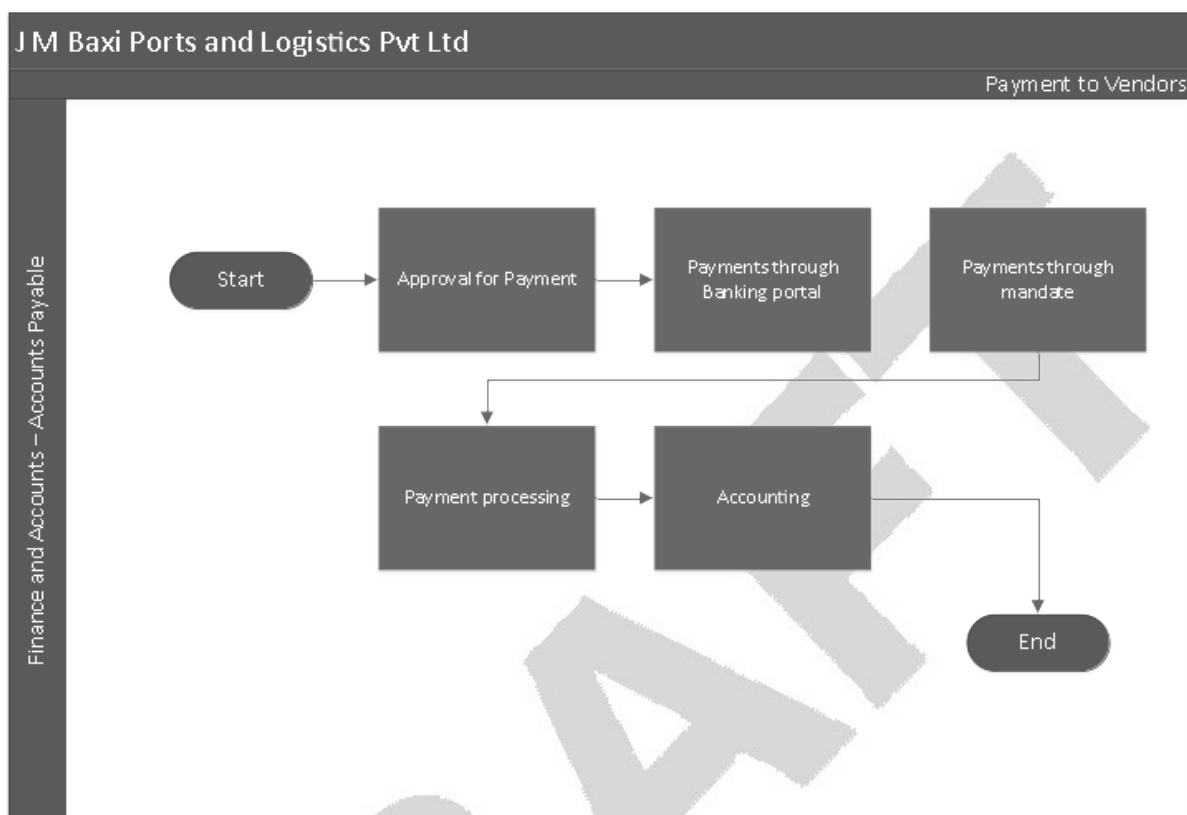 J M Baxi Ports and Logistics Pvt Ltd
Payment to Vendors
Finance and Accounts – Accounts Payable
Start
Approval for Payment
Payments through
Banking portal
Payments through
mandate
Payment processing
Accounting
End